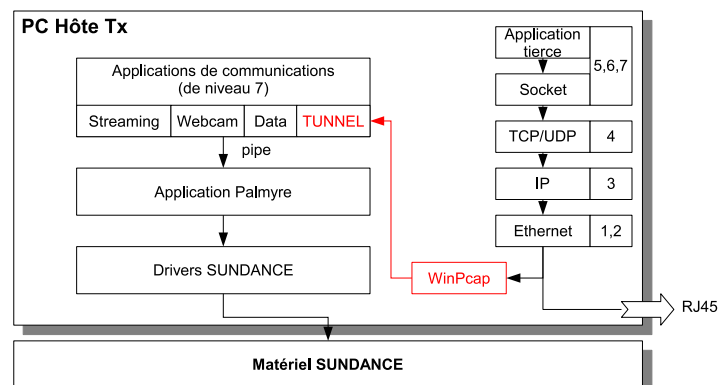 PC Hôte Tx
Applications de communications
(de niveau 7)
Streaming
Webcam
Data
TUNNEL
pipe
Application Palmyre
Drivers SUNDANCE
Application
tierce
5,6,7
Socket
TCP/UDP
4
IP
3
Ethernet
1,2
WinPcap
RJ45
Matériel SUNDANCE